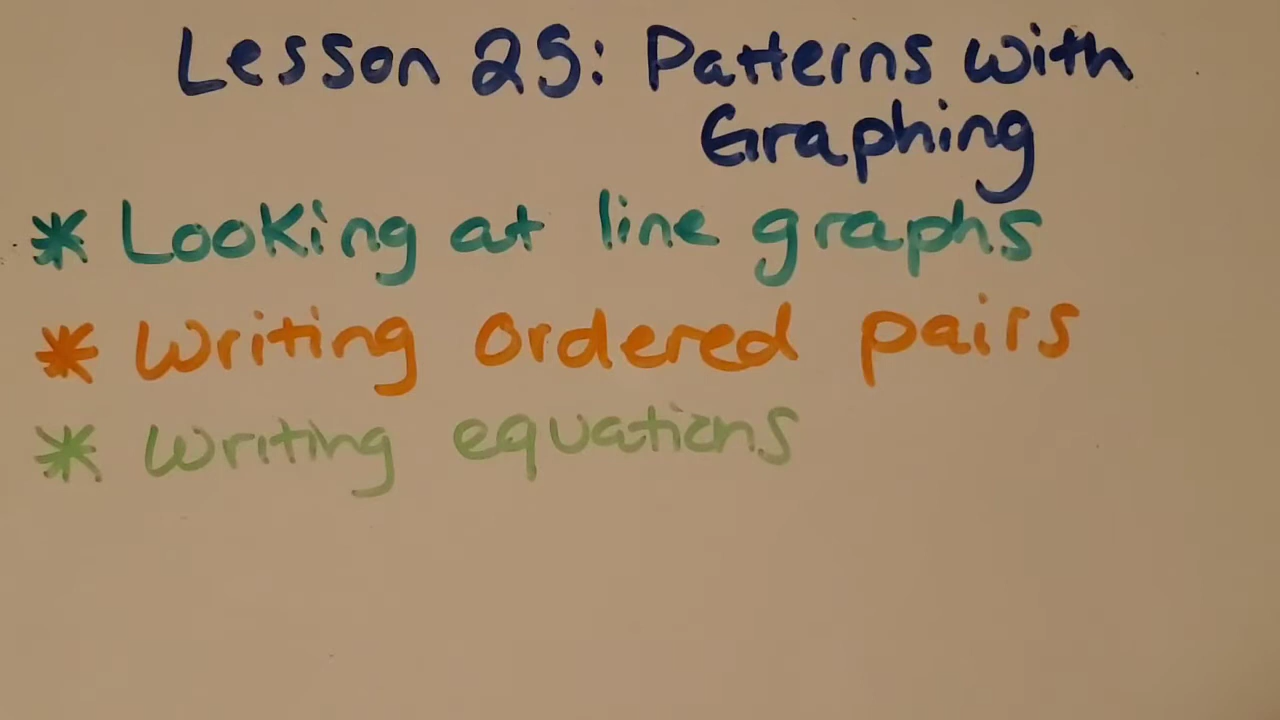 Lesson 25: Patterns with
Graphing
* Looking at line graphs
* Writing ordered pairs
* Writing equations